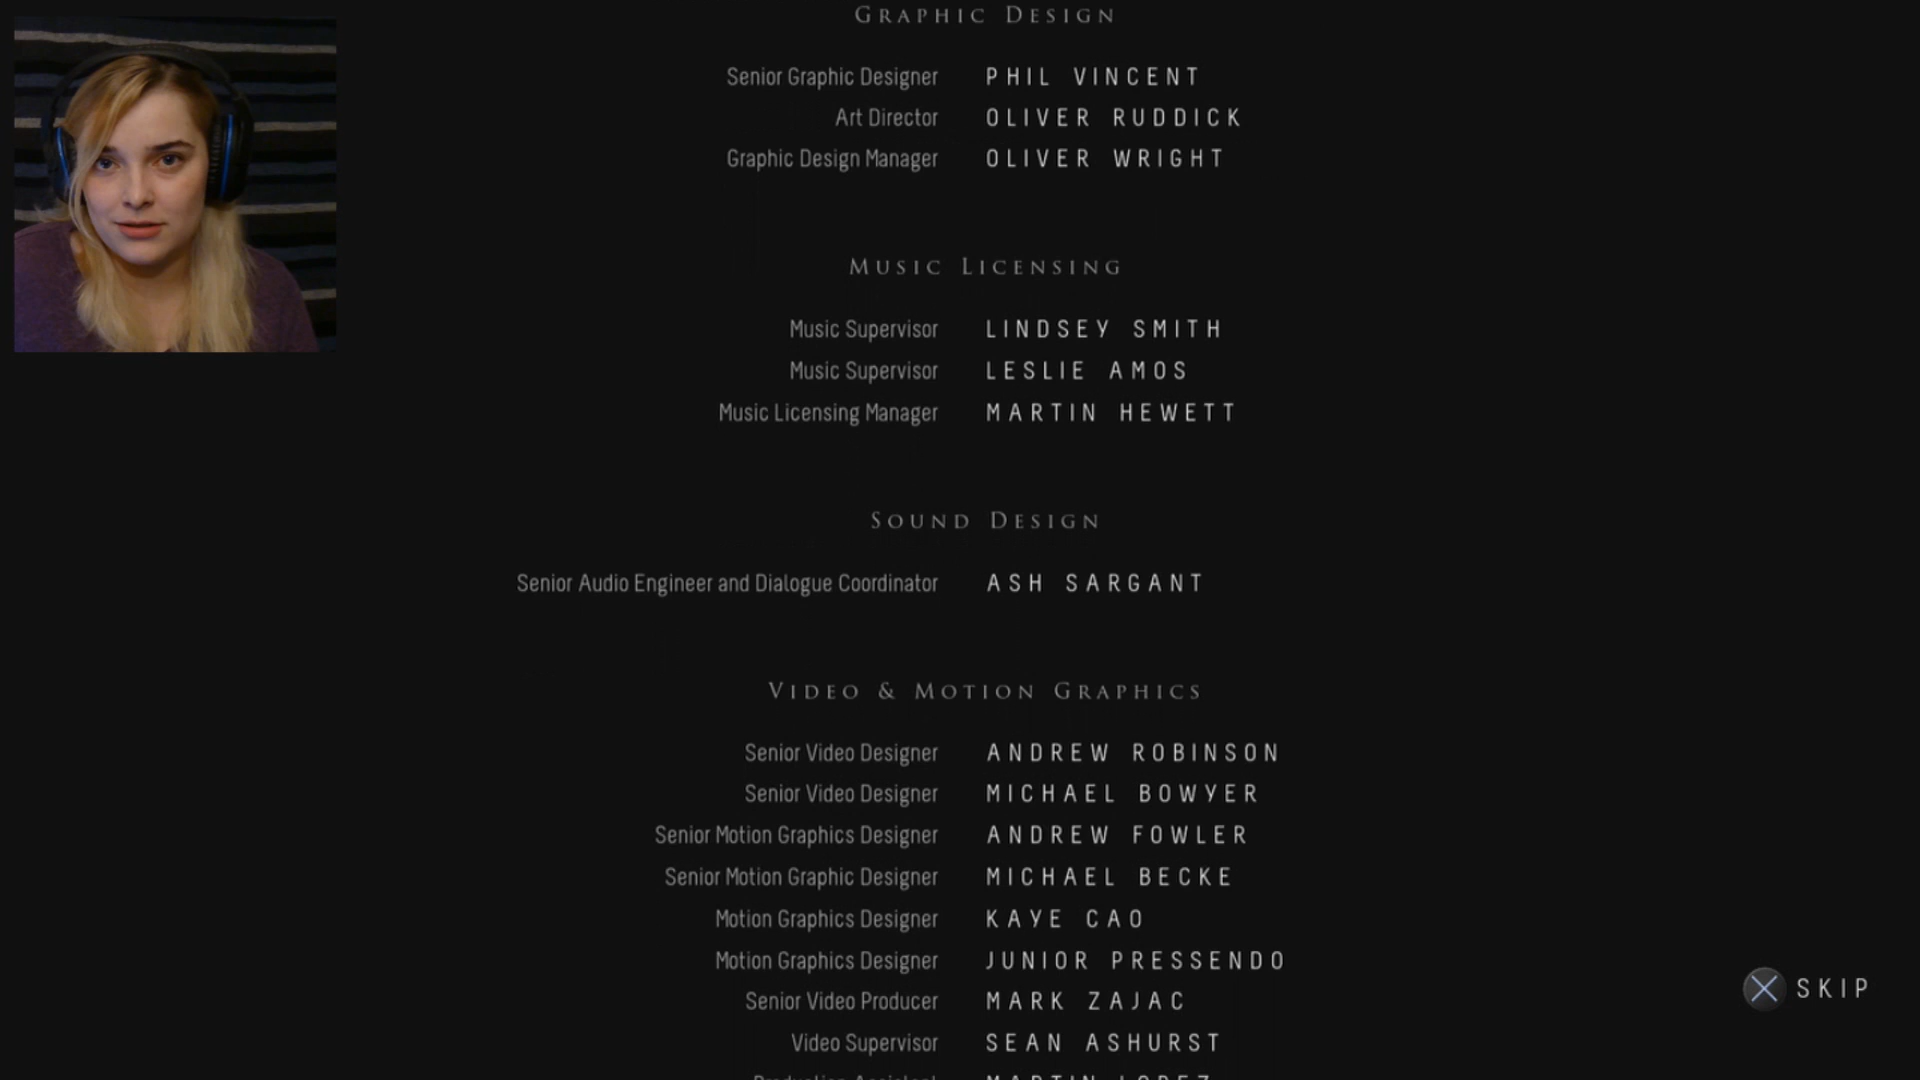 GRAPHIC DESIGN
Senior Graphic Designer PHIL VINCENT
Art Director OLIVER RUDDICK
Graphic Design Manager OLIVER WRIGHT
MUSIC LICENSING
Music Supervisor LINDSEY SMITH
Music Supervisor LESLIE AMOS
Music Licensing Manager MARTIN HEWETT
SOUND DESIGN
Senior Audio Engineer and Dialogue Coordinator ASH SARGANT
VIDEO & MOTION GRAPHICS
Senior Video Designer ANDREW ROBINSON
Senior Video Designer MICHAEL BOWYER
Senior Motion Graphics Designer ANDREW FOWLER
Senior Motion Graphic Designer MICHAEL BECKE
Motion Graphics Designer KAYE CAO
Motion Graphics Designer JUNIOR PRESSENDO
SKIP
Senior Video Producer MARK ZAJAC
Video Supervisor SEAN ASHURST